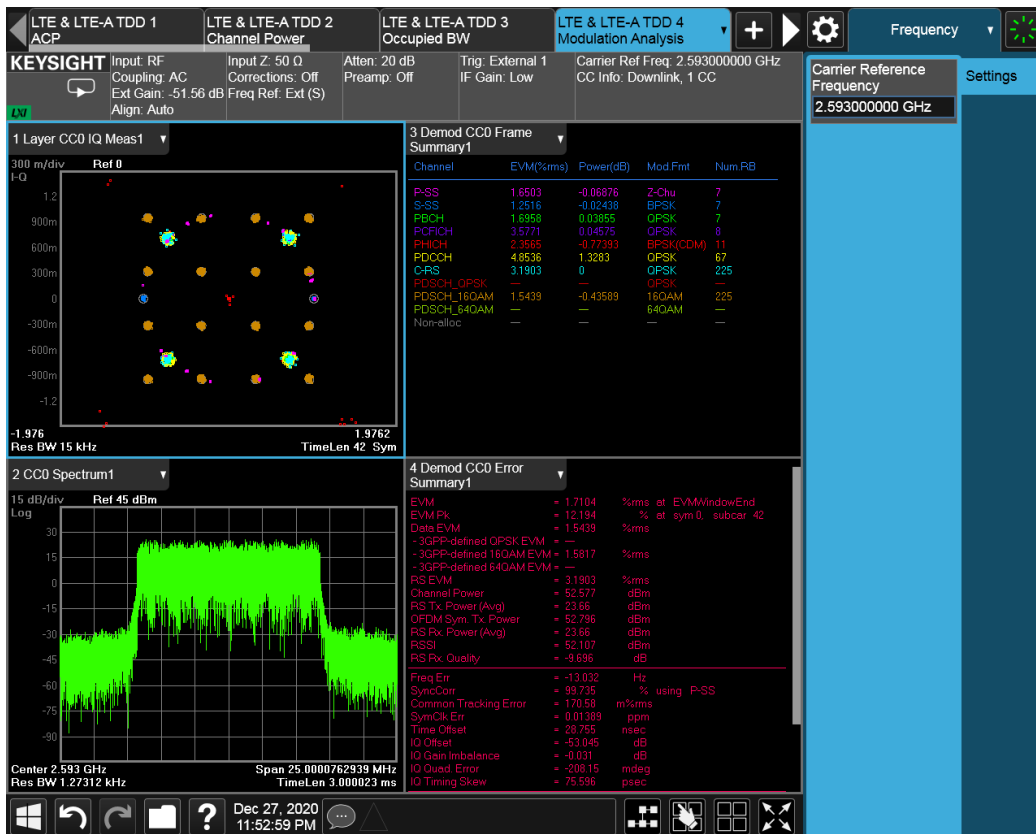 LTE & LTE-A TDD 1
ACP
LTE & LTE-A TDD 2
Channel Power
LTE & LTE-A TDD 3
Occupied BW
LTE & LTE-A TDD 4
Modulation Analysis
Frequency
KEYSIGHT
LXI
Input: RF
Coupling: AC
Ext Gain: -51.56 dB
Align: Auto
Input Z: 50 Ω
Corrections: Off
Freq Ref: Ext (S)
Atten: 20 dB
Preamp: Off
Trig: External 1
IF Gain: Low
Carrier Ref Freq: 2.593000000 GHz
CC Info: Downlink, 1 CC
Carrier Reference
Frequency
2.593000000 GHz
Settings
1 Layer CC0 IQ Meas1
300 m/div Ref 0
I-Q
1.2
900m
600m
300m
0
-300m
-600m
-900m
-1.2
-1.976 1.9762
Res BW 15 kHz TimeLen 42 Sym
3 Demod CC0 Frame
Summary1
Channel EVM(%rms) Power(dB) Mod.Fmt Num.RB
P-SS 1.6503 -0.06876 Z-Chu 7
S-SS 1.2516 -0.02438 BPSK 7
PBCH 1.6958 0.03855 QPSK 7
PCFICH 3.5771 0.04575 QPSK 8
PHICH 2.3565 -0.77393 BPSK(CDM) 11
PDCCH 4.8536 1.3283 QPSK 67
C-RS 3.1903 0 QPSK 225
PDSCH_QPSK — — QPSK —
PDSCH_16QAM 1.5439 -0.43589 16QAM 225
PDSCH_64QAM — — 64QAM —
Non-alloc — — —
2 CC0 Spectrum1
15 dB/div Ref 45 dBm
Log
30
15
0
-15
-30
-45
-60
-75
-90
Center 2.593 GHz Span 25.0000762939 MHz
Res BW 1.27312 kHz TimeLen 3.000023 ms
4 Demod CC0 Error
Summary1
EVM = 1.7104 %rms at EVMWindowEnd
EVM Pk = 12.194 % at sym 0, subcar 42
Data EVM = 1.5439 %rms
- 3GPP-defined QPSK EVM = —
- 3GPP-defined 16QAM EVM = 1.5817 %rms
- 3GPP-defined 64QAM EVM = —
RS EVM = 3.1903 %rms
Channel Power = 52.577 dBm
RS Tx. Power (Avg) = 23.66 dBm
OFDM Sym. Tx. Power = 52.796 dBm
RS Rx. Power (Avg) = 23.66 dBm
RSSI = 52.107 dBm
RS Rx. Quality = -9.696 dB
Freq Err = -13.032 Hz
SyncCorr = 99.735 % using P-SS
Common Tracking Error = 170.58 m%rms
SymClk Err = 0.01389 ppm
Time Offset = 28.755 nsec
IQ Offset = -53.045 dB
IQ Gain Imbalance = -0.031 dB
IQ Quad. Error = -208.15 mdeg
IQ Timing Skew = 75.596 psec
?
Dec 27, 2020
11:52:59 PM